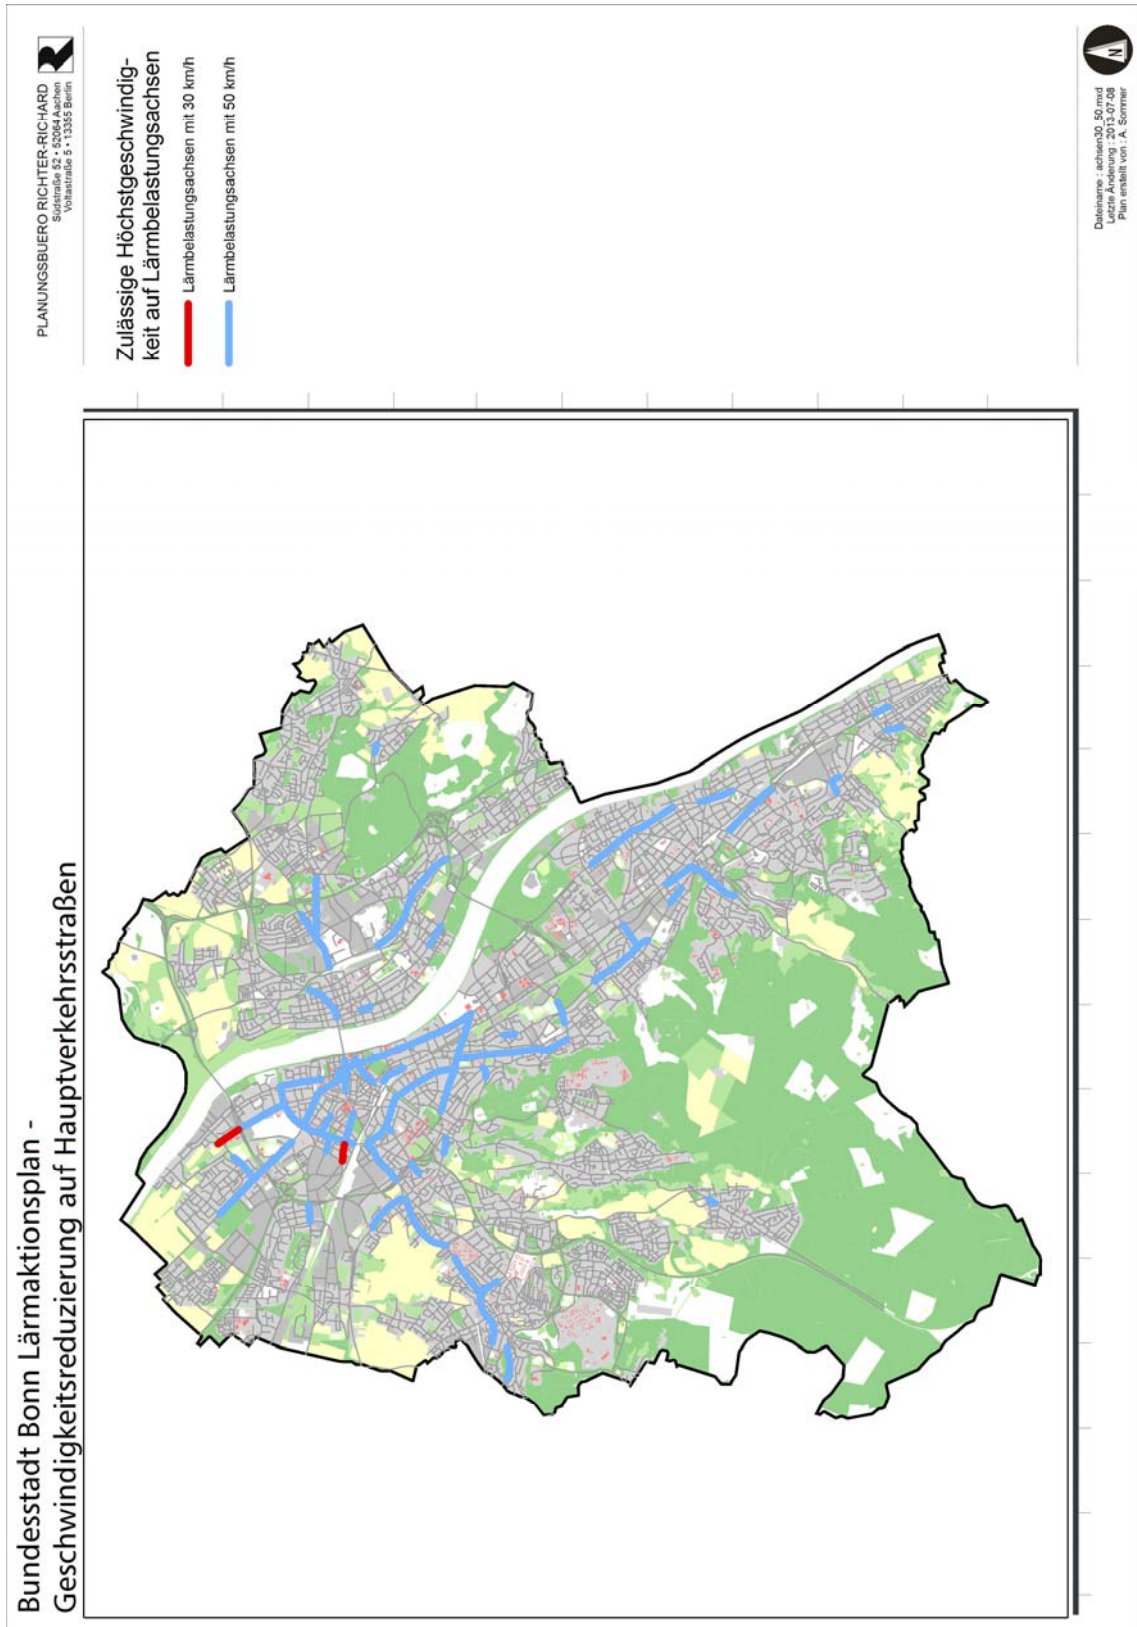 Bundesstadt Bonn Lärmaktionsplan -
Geschwindigkeitsreduzierung auf Hauptverkehrsstraßen
PLANUNGSBUERO RICHTER-RICHARD
Südstraße 52 • 52064 Aachen
Voltastraße 5 • 13355 Berlin
R
Zulässige Höchstgeschwindig-
keit auf Lärmbelastungsachsen
Lärmbelastungsachsen mit 30 km/h
Lärmbelastungsachsen mit 50 km/h
N
Dateiname : achsen30_50.mxd
Letzte Änderung : 2013-07-08
Plan erstellt von : A. Sommer